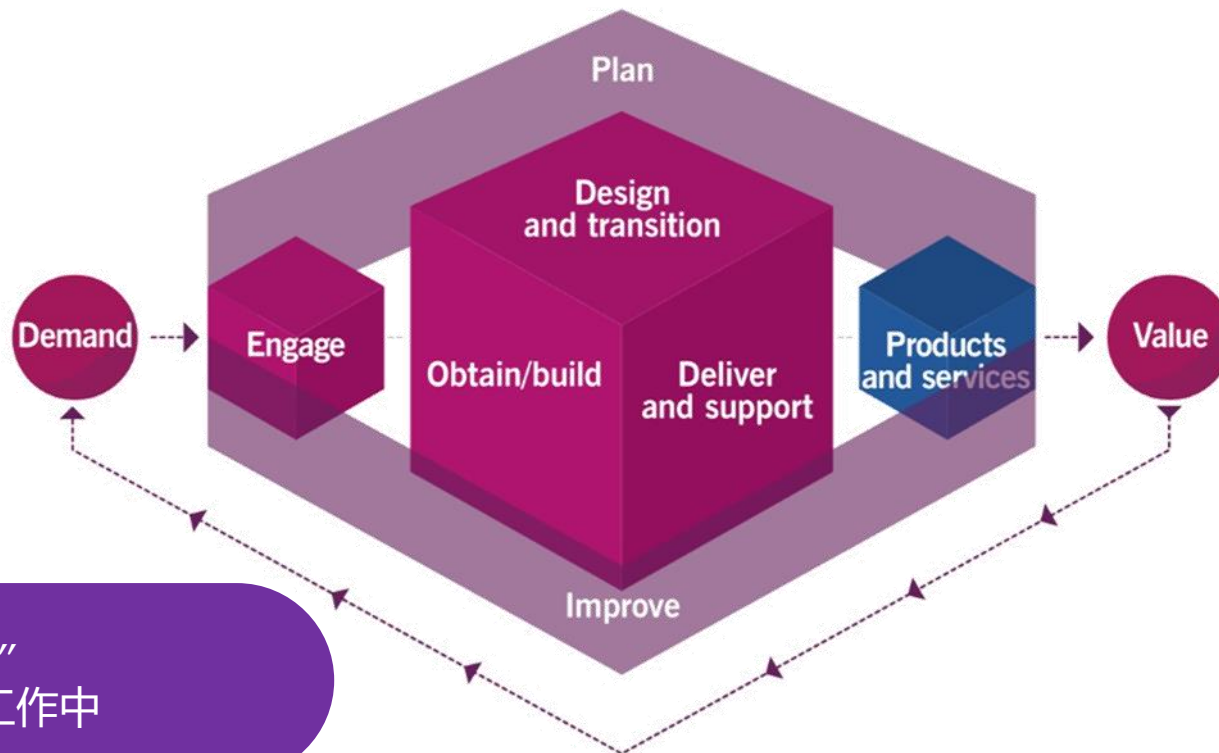 Plan
Design
and transition
Demand
Engage
Obtain/build
Deliver
and support
Products
and services
Value
Improve
”
工作中